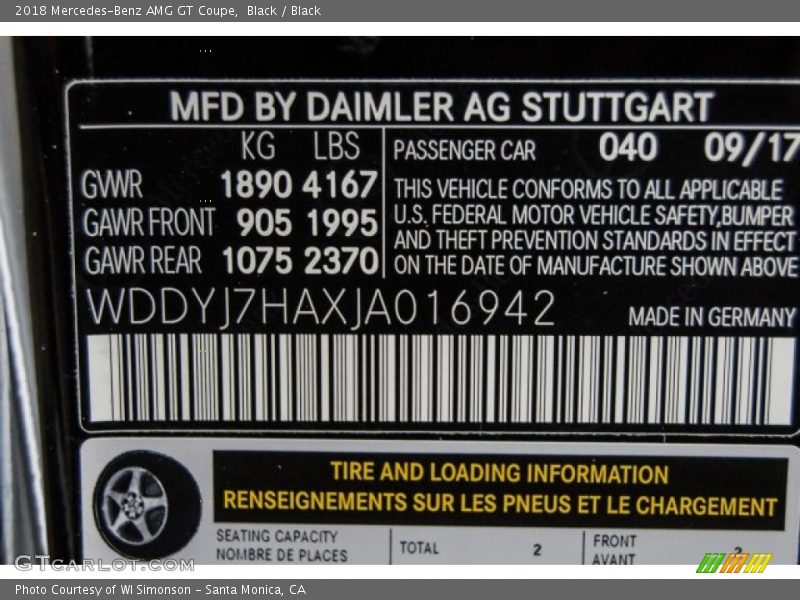 2018 Mercedes-Benz AMG GT Coupe, Black / Black
MFD BY DAIMLER AG STUTTGART
KG LBS
GVWR 1890 4167
GAWR FRONT 905 1995
GAWR REAR 1075 2370
PASSENGER CAR 040 09/17
THIS VEHICLE CONFORMS TO ALL APPLICABLE
U.S. FEDERAL MOTOR VEHICLE SAFETY,BUMPER
AND THEFT PREVENTION STANDARDS IN EFFECT
ON THE DATE OF MANUFACTURE SHOWN ABOVE
WDDYJ7HAXJA016942
MADE IN GERMANY
TIRE AND LOADING INFORMATION
RENSEIGNEMENTS SUR LES PNEUS ET LE CHARGEMENT
SEATING CAPACITY
NOMBRE DE PLACES
TOTAL 2
FRONT
AVANT 2
GTCarLot.com
Photo Courtesy of WI Simonson - Santa Monica, CA